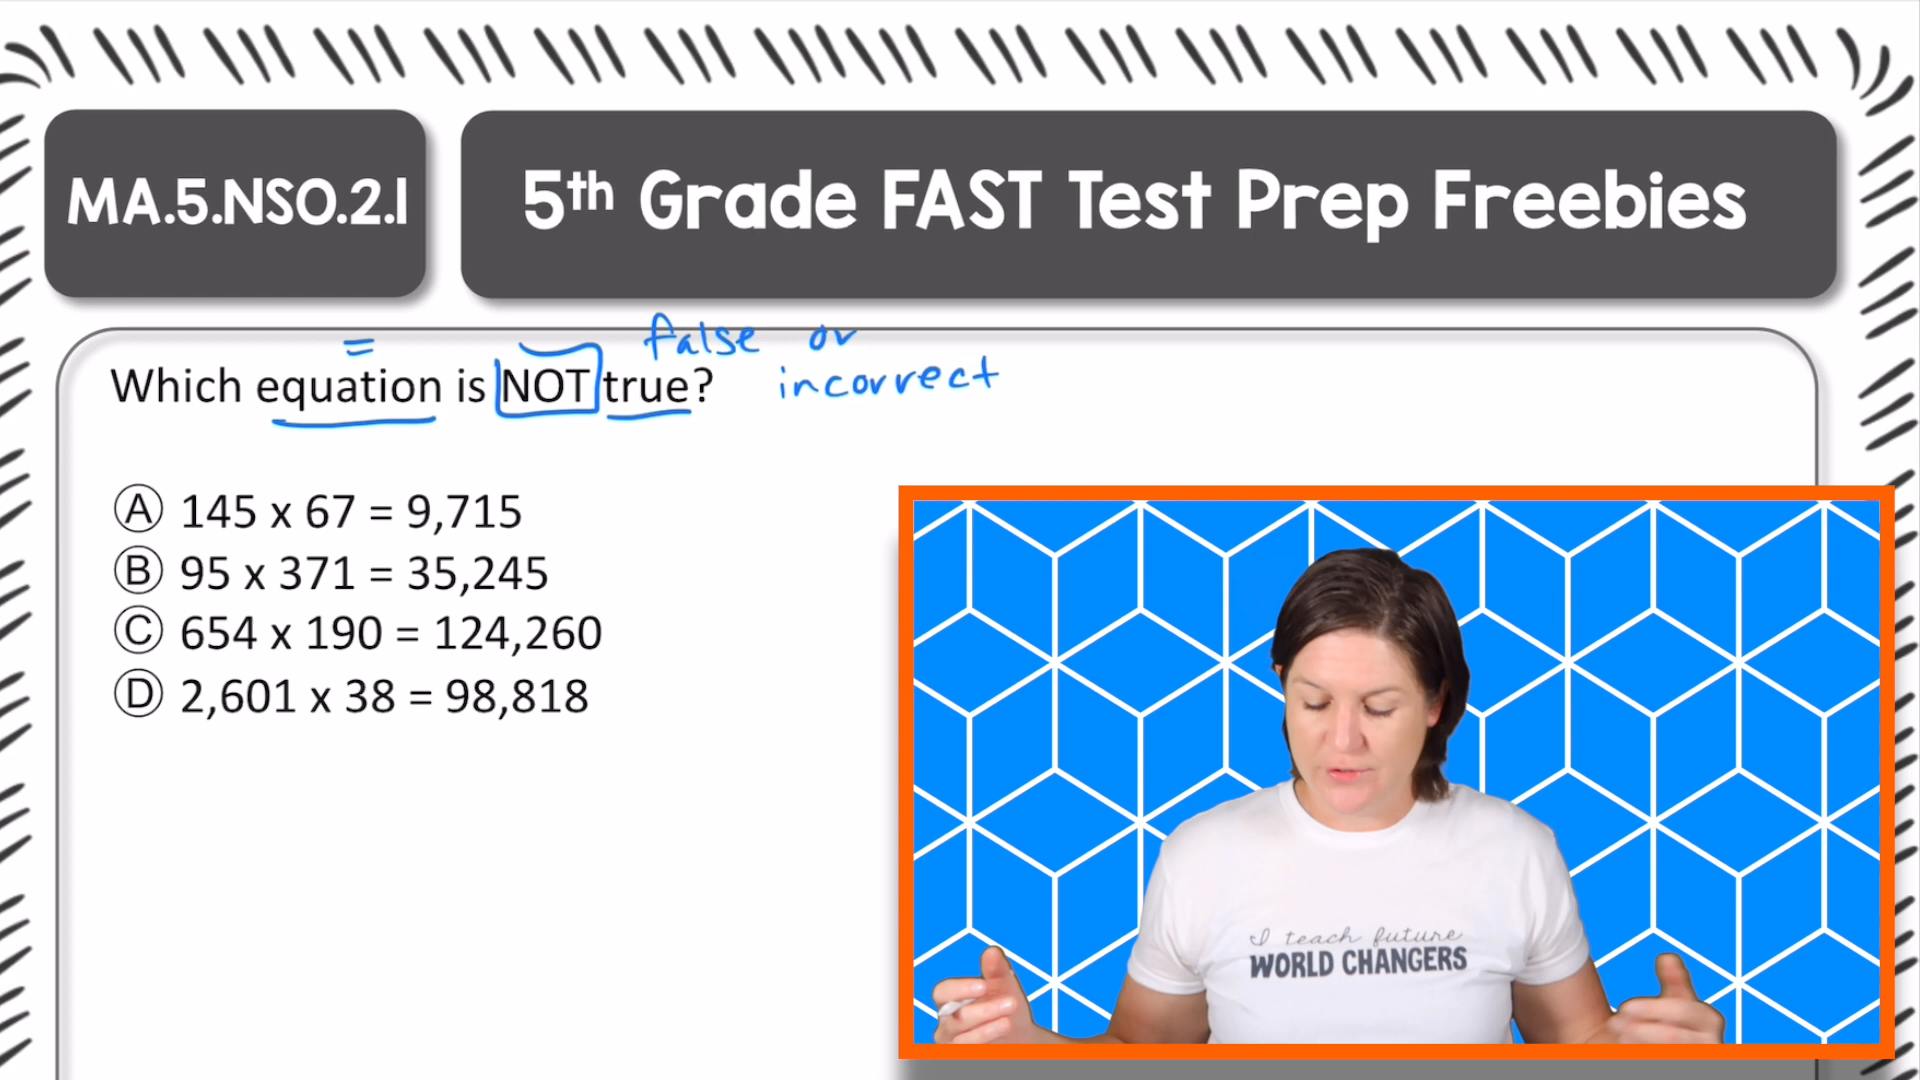 MA.5.NSO.2.1
5th Grade FAST Test Prep Freebies
= false or
Which equation is NOT true? incorrect
Ⓐ 145 x 67 = 9,715
Ⓑ 95 x 371 = 35,245
Ⓒ 654 x 190 = 124,260
Ⓓ 2,601 x 38 = 98,818
I teach future
WORLD CHANGERS